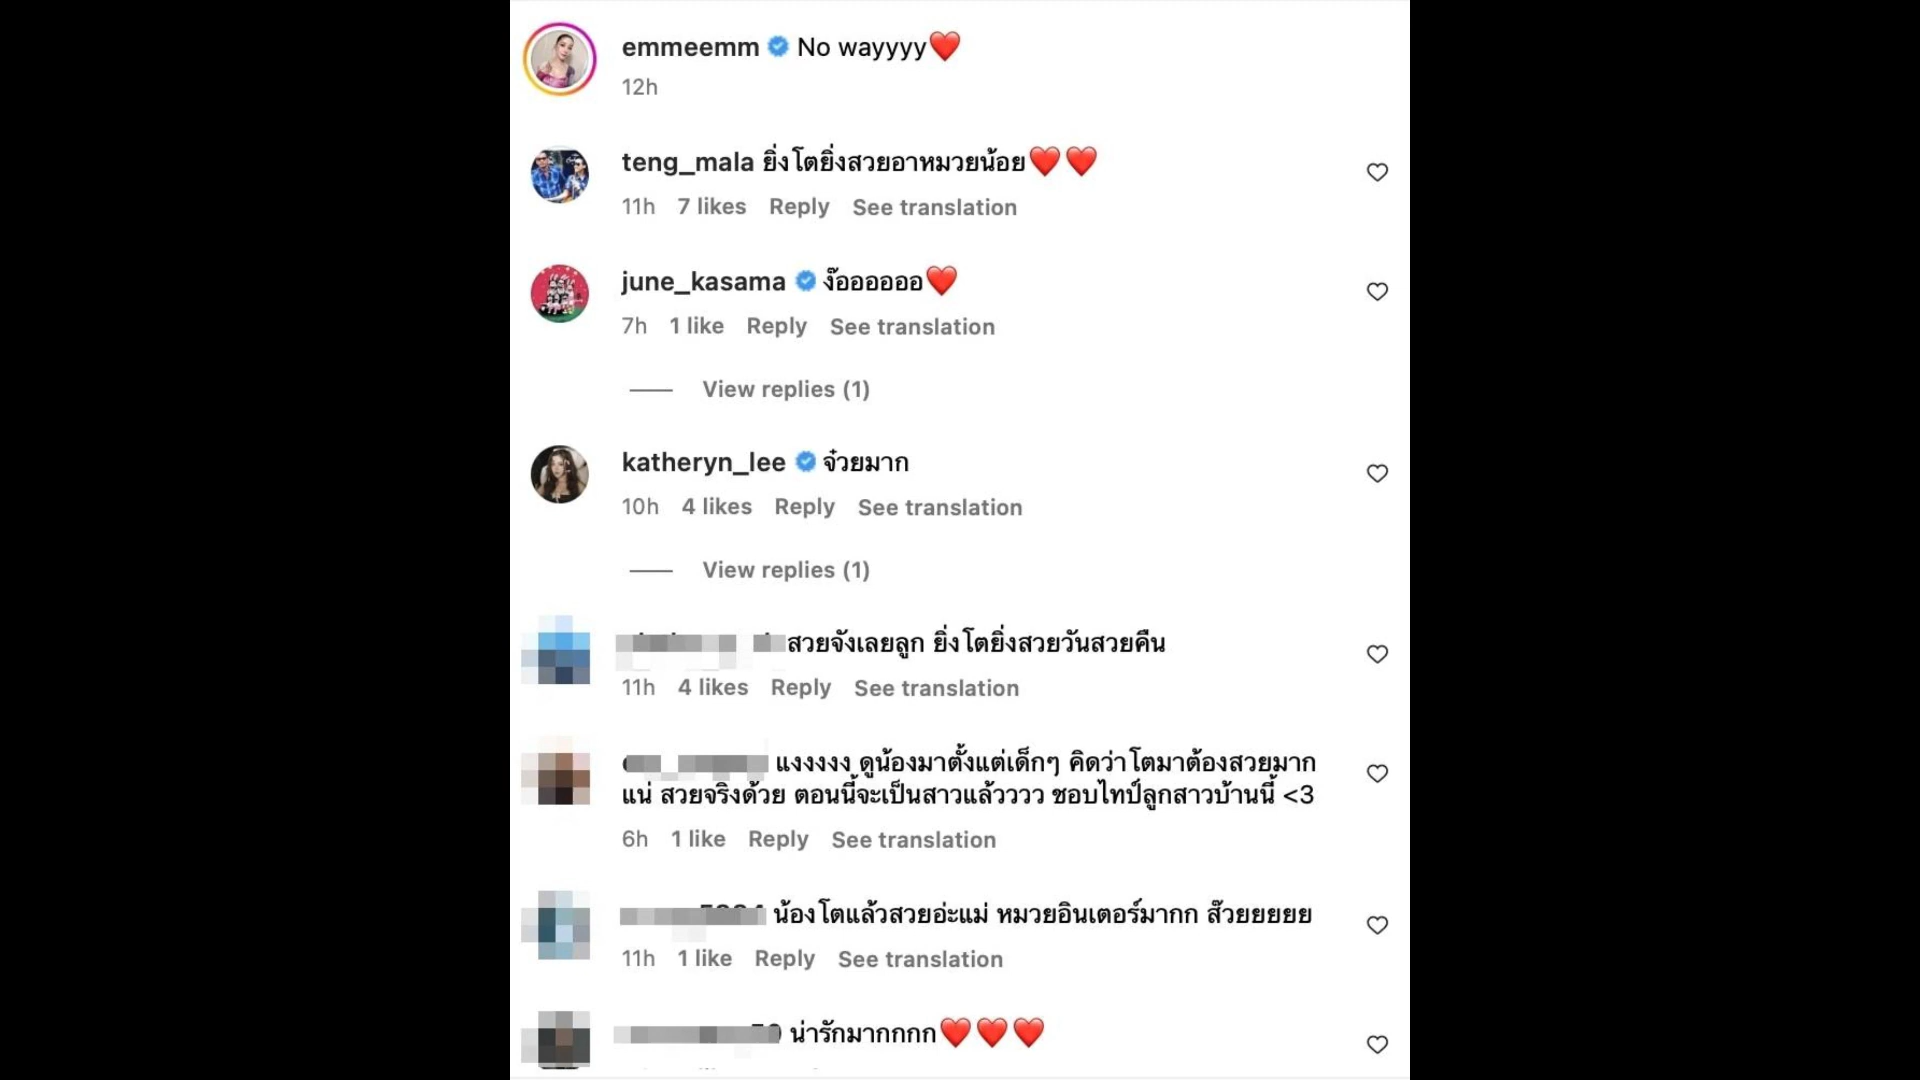 emmeemm No wayyyy❤️
12h
teng_mala ยิ่งโตยิ่งสวยอาหมวยน้อย❤️❤️
11h 7 likes Reply See translation
june_kasama ง๊ออออออ❤️
7h 1 like Reply See translation
View replies (1)
katheryn_lee จ๋วยมาก
10h 4 likes Reply See translation
View replies (1)
สวยจังเลยลูก ยิ่งโตยิ่งสวยวันสวยคืน
11h 4 likes Reply See translation
แงงงงง ดูน้องมาตั้งแต่เด็กๆ คิดว่าโตมาต้องสวยมาก
แน่ สวยจริงด้วย ตอนนี้จะเป็นสาวแล้วววว ชอบไทป์ลูกสาวบ้านนี้ <3
6h 1 like Reply See translation
น้องโตแล้วสวยอ่ะแม่ หมวยอินเตอร์มากก ส๊วยยยยย
11h 1 like Reply See translation
น่ารักมากกกก❤️❤️❤️